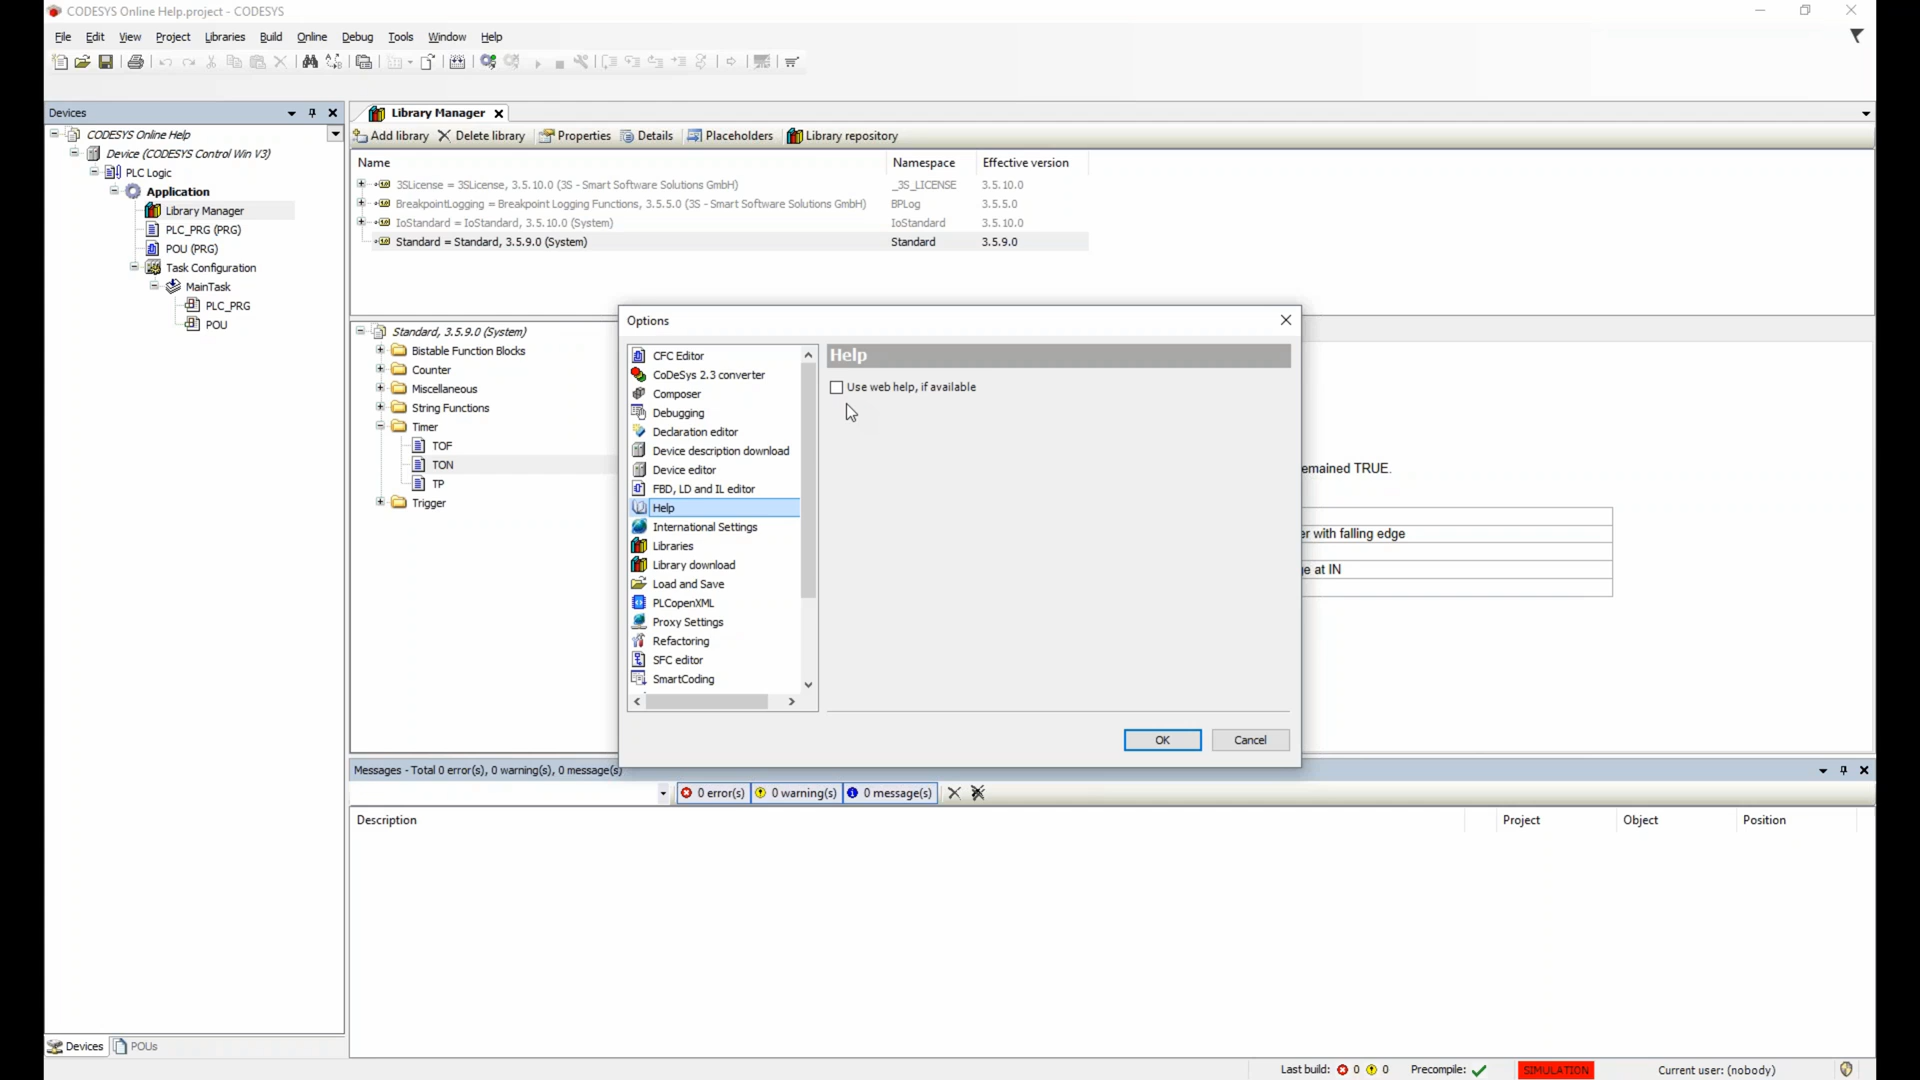 CODESYS Online Help.project - CODESYS
File Edit View Project Libraries Build Online Debug Tools Window Help
Devices
CODESYS Online Help
Device (CODESYS Control Win V3)
PLC Logic
Application
Library Manager
PLC_PRG (PRG)
POU (PRG)
Task Configuration
MainTask
PLC_PRG
POU
Devices POUs
Library Manager
Add library Delete library Properties Details Placeholders Library repository
Name Namespace Effective version
3SLicense = 3SLicense, 3.5.10.0 (3S - Smart Software Solutions GmbH) _3S_LICENSE 3.5.10.0
BreakpointLogging = Breakpoint Logging Functions, 3.5.5.0 (3S - Smart Software Solutions GmbH) BPLog 3.5.5.0
IoStandard = IoStandard, 3.5.10.0 (System) IoStandard 3.5.10.0
Standard = Standard, 3.5.9.0 (System) Standard 3.5.9.0
Standard, 3.5.9.0 (System)
Bistable Function Blocks
Counter
Miscellaneous
String Functions
Timer
TOF
TON
TP
Trigger
Options
CFC Editor
CoDeSys 2.3 converter
Composer
Debugging
Declaration editor
Device description download
Device editor
FBD, LD and IL editor
Help
International Settings
Libraries
Library download
Load and Save
PLCopenXML
Proxy Settings
Refactoring
SFC editor
SmartCoding
Help
Use web help, if available
OK Cancel
emained TRUE.
er with falling edge
ge at IN
Messages - Total 0 error(s), 0 warning(s), 0 message(s)
0 error(s) 0 warning(s) 0 message(s)
Description Project Object Position
Last build: 0 0 Precompile: SIMULATION Current user: (nobody)